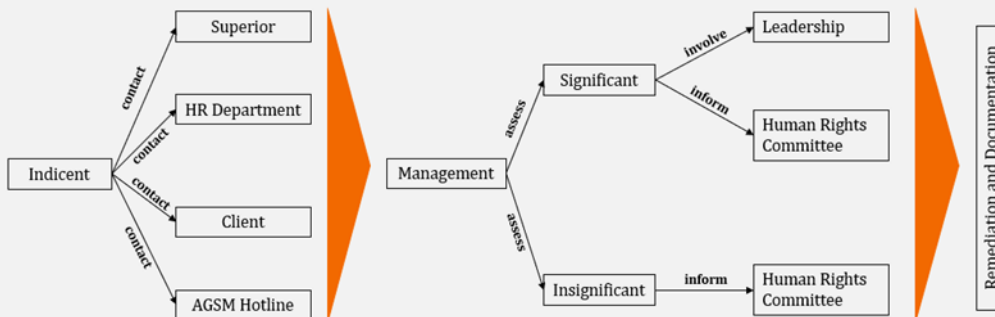 Superior
contact
HR Department
contact
Indicent
contact
Client
contact
AGSM Hotline
Leadership
involve
Significant
inform
assess
Human Rights
Committee
Management
assess
Insignificant
inform
Human Rights
Committee
Remediation and Documentation